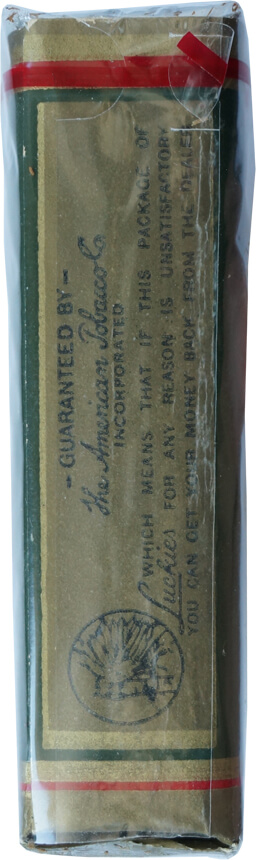 - GUARANTEED BY -
The American Tobacco Co
INCORPORATED
WHICH MEANS THAT IF THIS PACKAGE OF
Luckies FOR ANY REASON IS UNSATISFACTORY
YOU CAN GET YOUR MONEY BACK FROM THE DEALER